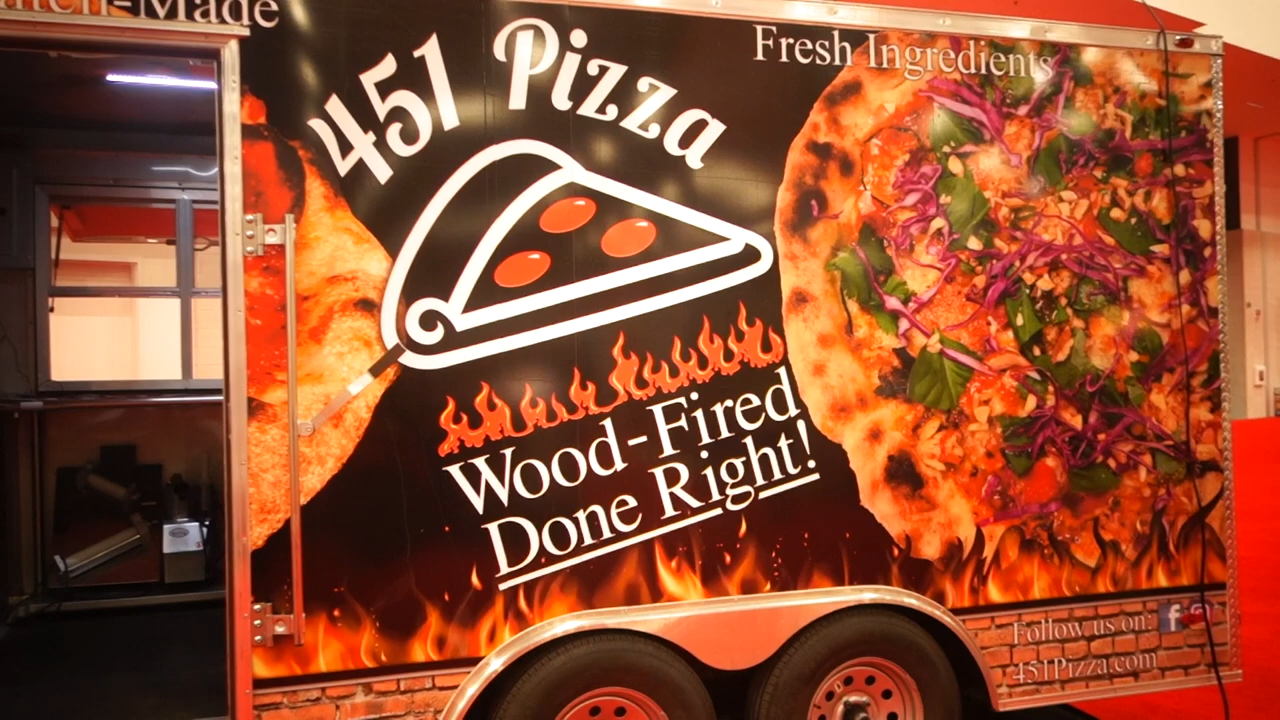 451 Pizza
Fresh Ingredients
Wood-Fired
Done Right!
Follow us on:
451Pizza.com